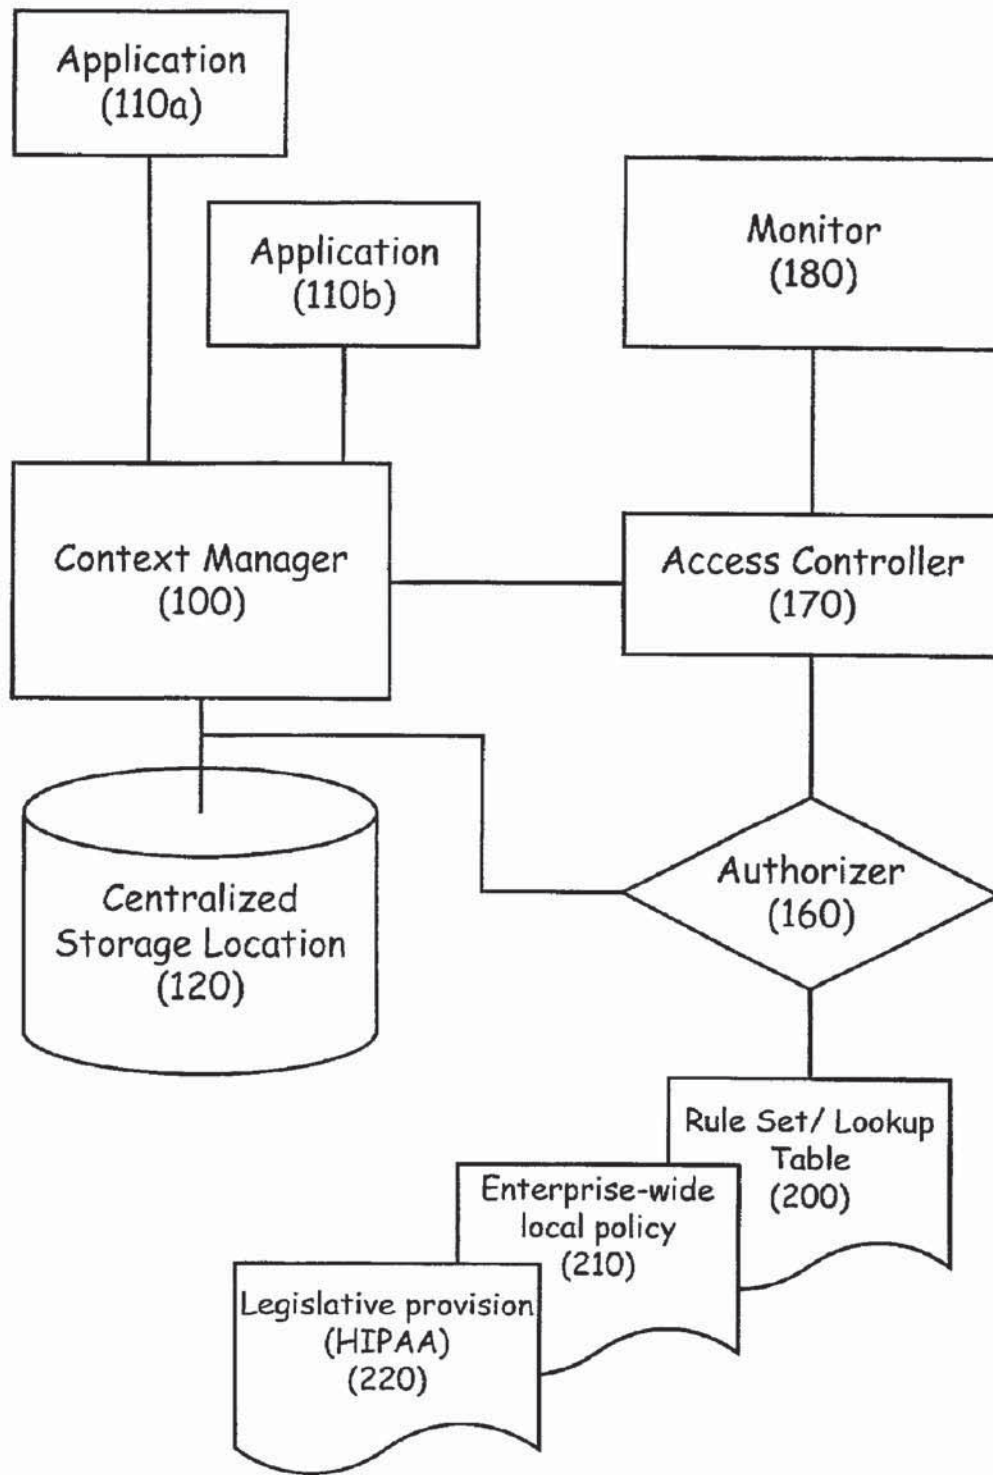 Application
(110a)
Application
(110b)
Monitor
(180)
Context Manager
(100)
Access Controller
(170)
Centralized
Storage Location
(120)
Authorizer
(160)
Rule Set/ Lookup
Table
(200)
Enterprise-wide
local policy
(210)
Legislative provision
(HIPAA)
(220)